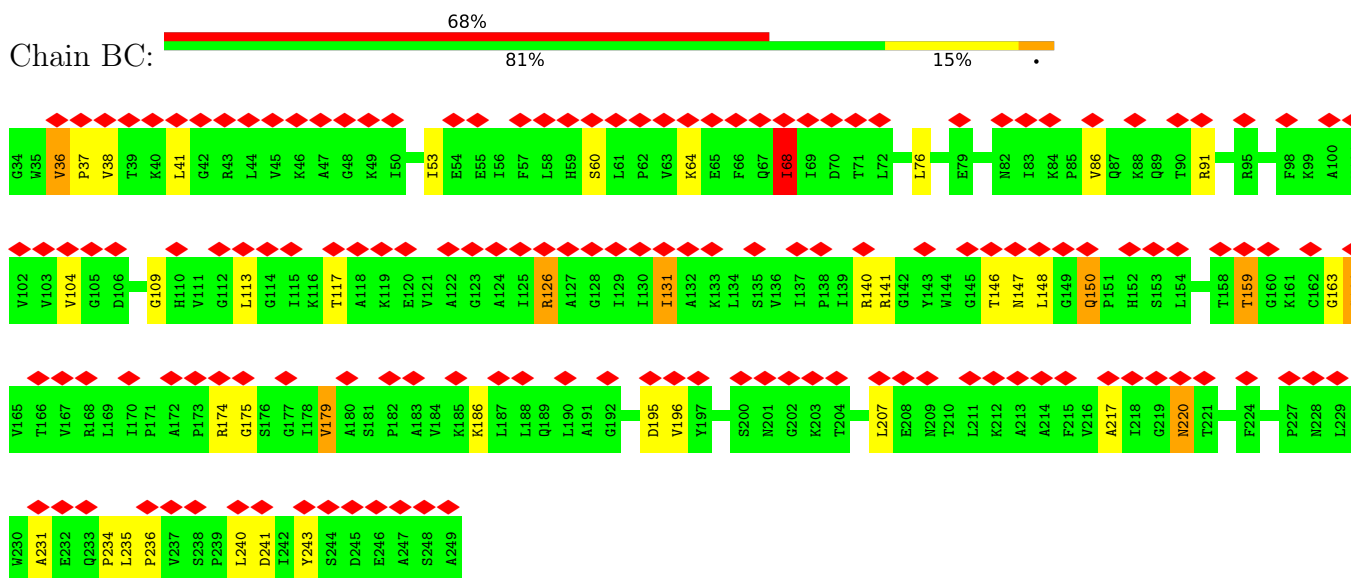 68%
Chain BC:
81% 15% •
G34 W35 V36 P37 V38 T39 K40 L41 G42 R43 L44 V45 K46 A47 G48 K49 I50 I53 E54 E55 I56 F57 L58 H59 S60 L61 P62 V63 K64 E65 F66 Q67 I68 I69 D70 T71 L72 L76 E79 N82 I83 K84 P85 V86 Q87 K88 Q89 T90 R91 R95 F98 K99 A100
V102 V103 V104 G105 D106 G109 H110 V111 G112 L113 G114 I115 K116 T117 A118 K119 E120 V121 A122 G123 A124 I125 R126 A127 G128 I129 I130 I131 A132 K133 L134 S135 V136 I137 P138 I139 R140 R141 G142 Y143 W144 G145 T146 N147 L148 G149 Q150 P151 H152 S153 L154 T158 T159 G160 K161 C162 G163
V165 T166 V167 R168 L169 I170 P171 A172 P173 R174 G175 S176 G177 I178 V179 A180 S181 P182 A183 V184 K185 K186 L187 L188 Q189 L190 A191 G192 D195 V196 Y197 S200 N201 G202 K203 T204 L207 E208 N209 T210 L211 K212 A213 A214 F215 V216 A217 I218 G219 N220 T221 F224 P227 N228 L229
W230 A231 E232 Q233 P234 L235 P236 V237 S238 P239 L240 D241 I242 Y243 S244 D245 E246 A247 S248 A249